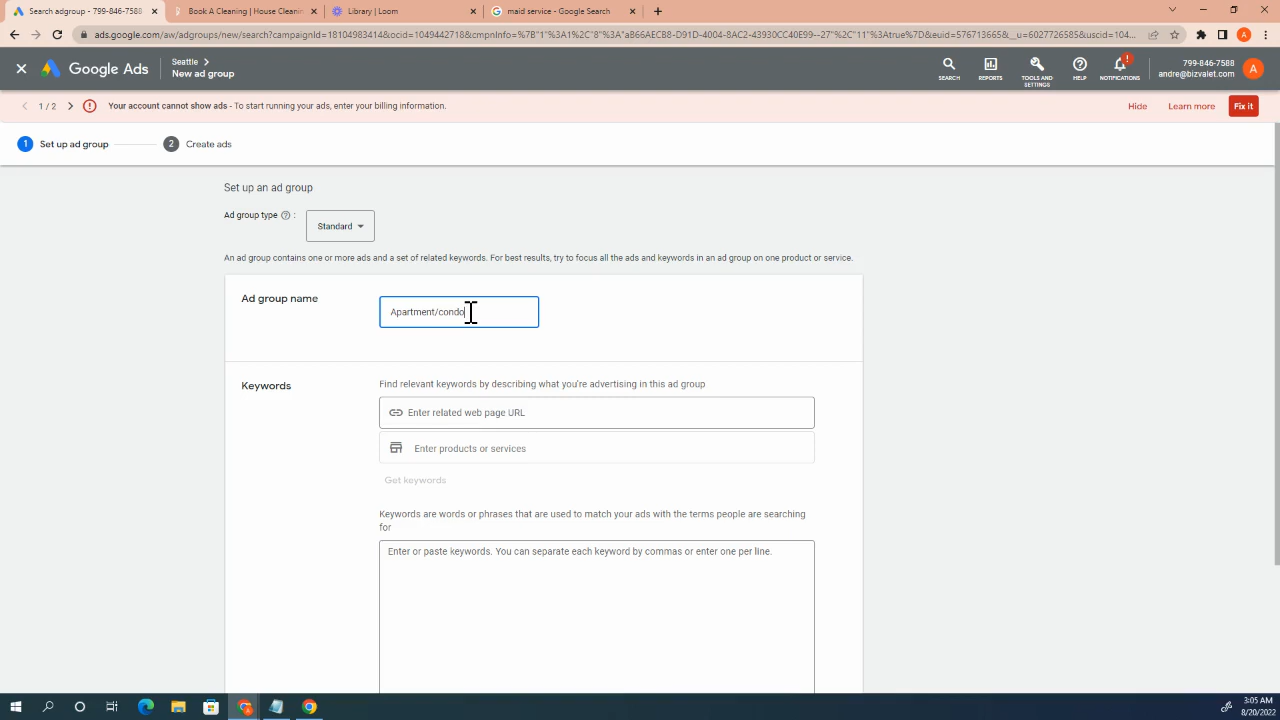 Search adgroup - 799-846-7588
Book A Cleaning | House Cleanin
Library | Loom
maid service - Google Search
ads.google.com/aw/adgroups/new/search?campaignId=18104983414&ocid=1049442718&cmpnInfo=%7B"1"%3A1%2C"8"%3A"aB66AECB8-D91D-4004-8AC2-43930CC40E99--27"%2C"11"%3Atrue%7D&euid=576713665&__u=6027726585&uscid=104...
A
Google Ads
Seattle
New ad group
SEARCH
REPORTS
TOOLS AND SETTINGS
HELP
NOTIFICATIONS
799-846-7588
andre@bizvalet.com
A
1 / 2
Your account cannot show ads - To start running your ads, enter your billing information.
Hide
Learn more
Fix it
1 Set up ad group
2 Create ads
Set up an ad group
Ad group type :
Standard
An ad group contains one or more ads and a set of related keywords. For best results, try to focus all the ads and keywords in an ad group on one product or service.
Ad group name
Apartment/condo
Keywords
Find relevant keywords by describing what you're advertising in this ad group
Enter related web page URL
Enter products or services
Get keywords
Keywords are words or phrases that are used to match your ads with the terms people are searching
for
Enter or paste keywords. You can separate each keyword by commas or enter one per line.
3:05 AM
8/20/2022